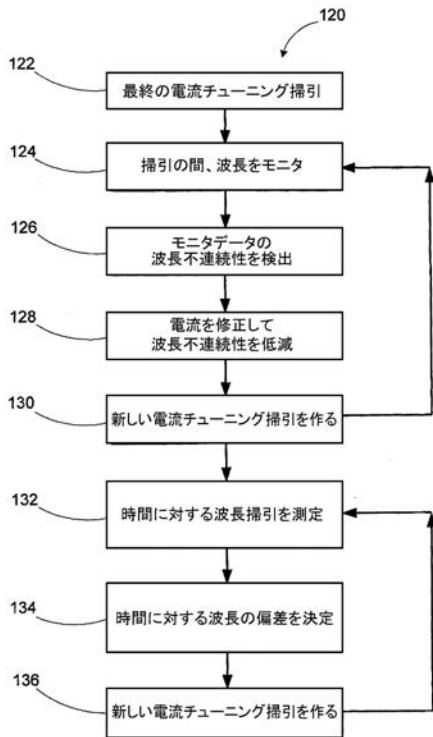 120
122
最終の電流チューニング掃引
124
掃引の間、波長をモニタ
126
モニタデータの
波長不連続性を検出
128
電流を修正して
波長不連続性を低減
130
新しい電流チューニング掃引を作る
132
時間に対する波長掃引を測定
134
時間に対する波長の偏差を決定
136
新しい電流チューニング掃引を作る